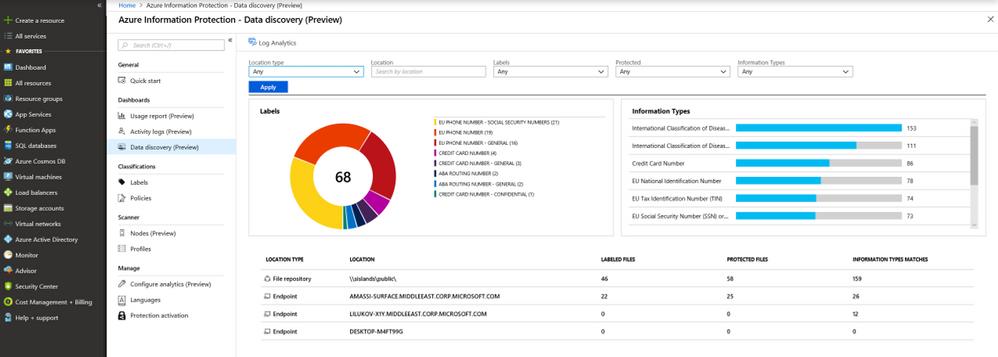 Create a resource
All services
FAVORITES
Dashboard
All resources
Resource groups
App Services
Function Apps
SQL databases
Azure Cosmos DB
Virtual machines
Load balancers
Storage accounts
Virtual networks
Azure Active Directory
Monitor
Advisor
Security Center
Cost Management + Billing
Help + support
Home > Azure Information Protection - Data discovery (Preview)
Azure Information Protection - Data discovery (Preview)
Search (Ctrl+/)
General
Quick start
Dashboards
Usage report (Preview)
Activity logs (Preview)
Data discovery (Preview)
Classifications
Labels
Policies
Scanner
Nodes (Preview)
Profiles
Manage
Configure analytics (Preview)
Languages
Protection activation
Log Analytics
Location type Location Labels Protected Information Types
Any Search by location Any Any Any
Apply
Labels
68
EU PHONE NUMBER - SOCIAL SECURITY NUMBERS (21)
EU PHONE NUMBER (19)
EU PHONE NUMBER - GENERAL (16)
CREDIT CARD NUMBER (4)
CREDIT CARD NUMBER - GENERAL (3)
ABA ROUTING NUMBER (2)
ABA ROUTING NUMBER - GENERAL (2)
CREDIT CARD NUMBER - CONFIDENTIAL (1)
Information Types
International Classification of Diseas... 153
International Classification of Diseas... 111
Credit Card Number 86
EU National Identification Number 78
EU Tax Identification Number (TIN) 74
EU Social Security Number (SSN) or... 73
LOCATION TYPE LOCATION LABELED FILES PROTECTED FILES INFORMATION TYPES MATCHES
File repository \\aislands\public\ 46 58 159
Endpoint AMASSI-SURFACE.MIDDLEEAST.CORP.MICROSOFT.COM 22 25 26
Endpoint LILUKOV-X1Y.MIDDLEEAST.CORP.MICROSOFT.COM 0 0 12
Endpoint DESKTOP-M4FT99G 0 0 0